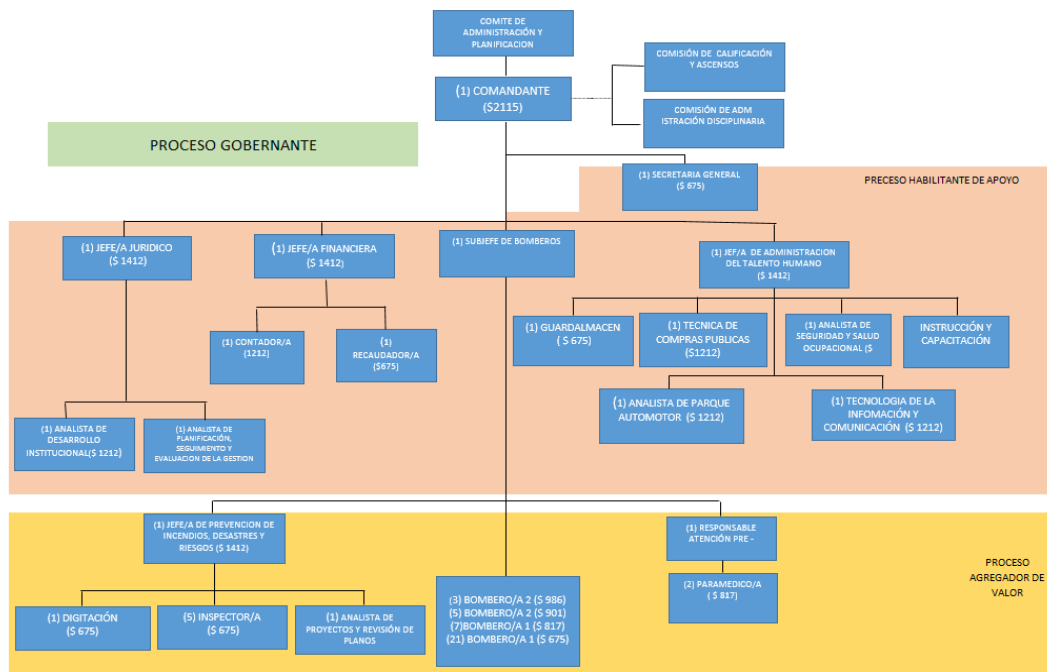 COMITE DE
ADMINISTRACIÓN Y
PLANIFICACION
(1) COMANDANTE
($2115)
COMISIÓN DE CALIFICACIÓN
Y ASCENSOS
COMISIÓN DE ADM
ISTRACIÓN DISCIPLINARIA
PROCESO GOBERNANTE
(1) SECRETARIA GENERAL
($ 675)
PRECESO HABILITANTE DE APOYO
(1) JEFE/A JURIDICO
($ 1412)
(1) JEFE/A FINANCIERA
($ 1412)
(1) SUBJEFE DE BOMBEROS
(1) JEF/A DE ADMINISTRACION
DEL TALENTO HUMANO
($ 1412)
(1) CONTADOR/A
(1212)
(1)
RECAUDADOR/A
($675)
(1) GUARDALMACEN
( $ 675)
(1) TECNICA DE
COMPRAS PUBLICAS
($1212)
(1) ANALISTA DE
SEGURIDAD Y SALUD
OCUPACIONAL ($
INSTRUCCIÓN Y
CAPACITACIÓN
(1) ANALISTA DE PARQUE
AUTOMOTOR ($ 1212)
(1) TECNOLOGIA DE LA
INFOMACIÓN Y
COMUNICACIÓN ($ 1212)
(1) ANALISTA DE
DESARROLLO
INSTITUCIONAL($ 1212)
(1) ANALISTA DE
PLANIFICACIÓN,
SEGUIMIENTO Y
EVALUACION DE LA GESTION
(1) JEFE/A DE PREVENCION DE
INCENDIOS, DESASTRES Y
RIESGOS ($ 1412)
(1) RESPONSABLE
ATENCIÓN PRE -
PROCESO
AGREGADOR DE
VALOR
(2) PARAMEDICO/A
( $ 817)
(1) DIGITACIÓN
($ 675)
(5) INSPECTOR/A
($ 675)
(1) ANALISTA DE
PROYECTOS Y REVISIÓN DE
PLANOS
(3) BOMBERO/A 2 ($ 986)
(5) BOMBERO/A 2 ($ 901)
(7)BOMBERO/A 1 ($ 817)
(21) BOMBERO/A 1 ($ 675)